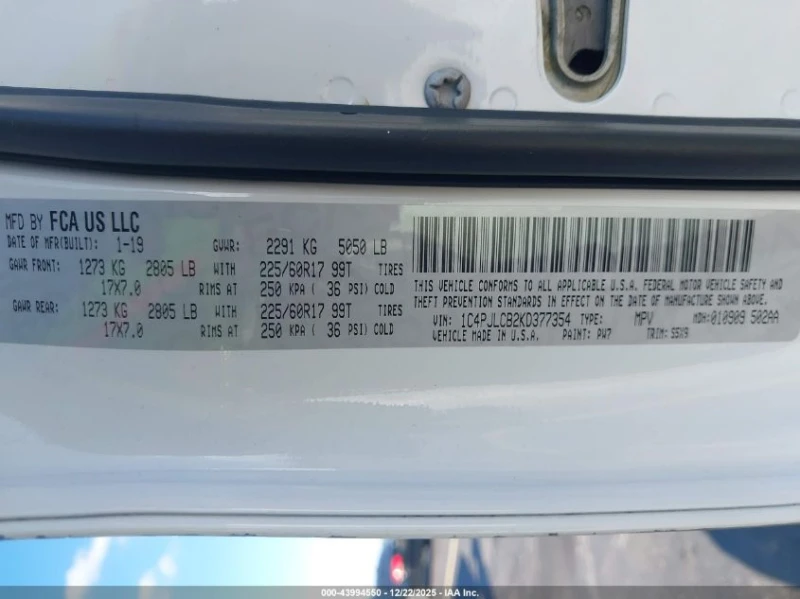 MFD BY FCA US LLC
DATE OF MFR(BUILT): 1-19 GVWR: 2291 KG 5050 LB
GAWR FRONT: 1273 KG 2805 LB WITH 225/60R17 99T TIRES
17X7.0 RIMS AT 250 KPA ( 36 PSI) COLD
GAWR REAR: 1273 KG 2805 LB WITH 225/60R17 99T TIRES
17X7.0 RIMS AT 250 KPA ( 36 PSI) COLD
THIS VEHICLE CONFORMS TO ALL APPLICABLE U.S.A. FEDERAL MOTOR VEHICLE SAFETY AND
THEFT PREVENTION STANDARDS IN EFFECT ON THE DATE OF MANUFACTURE SHOWN ABOVE.
VIN: 1C4PJLCB2KD377354 TYPE: MPV MDH: 010909 502AA
VEHICLE MADE IN U.S.A. PAINT: PW7 TRIM: S5X9
000-43994550 - 12/22/2025 - IAA Inc.